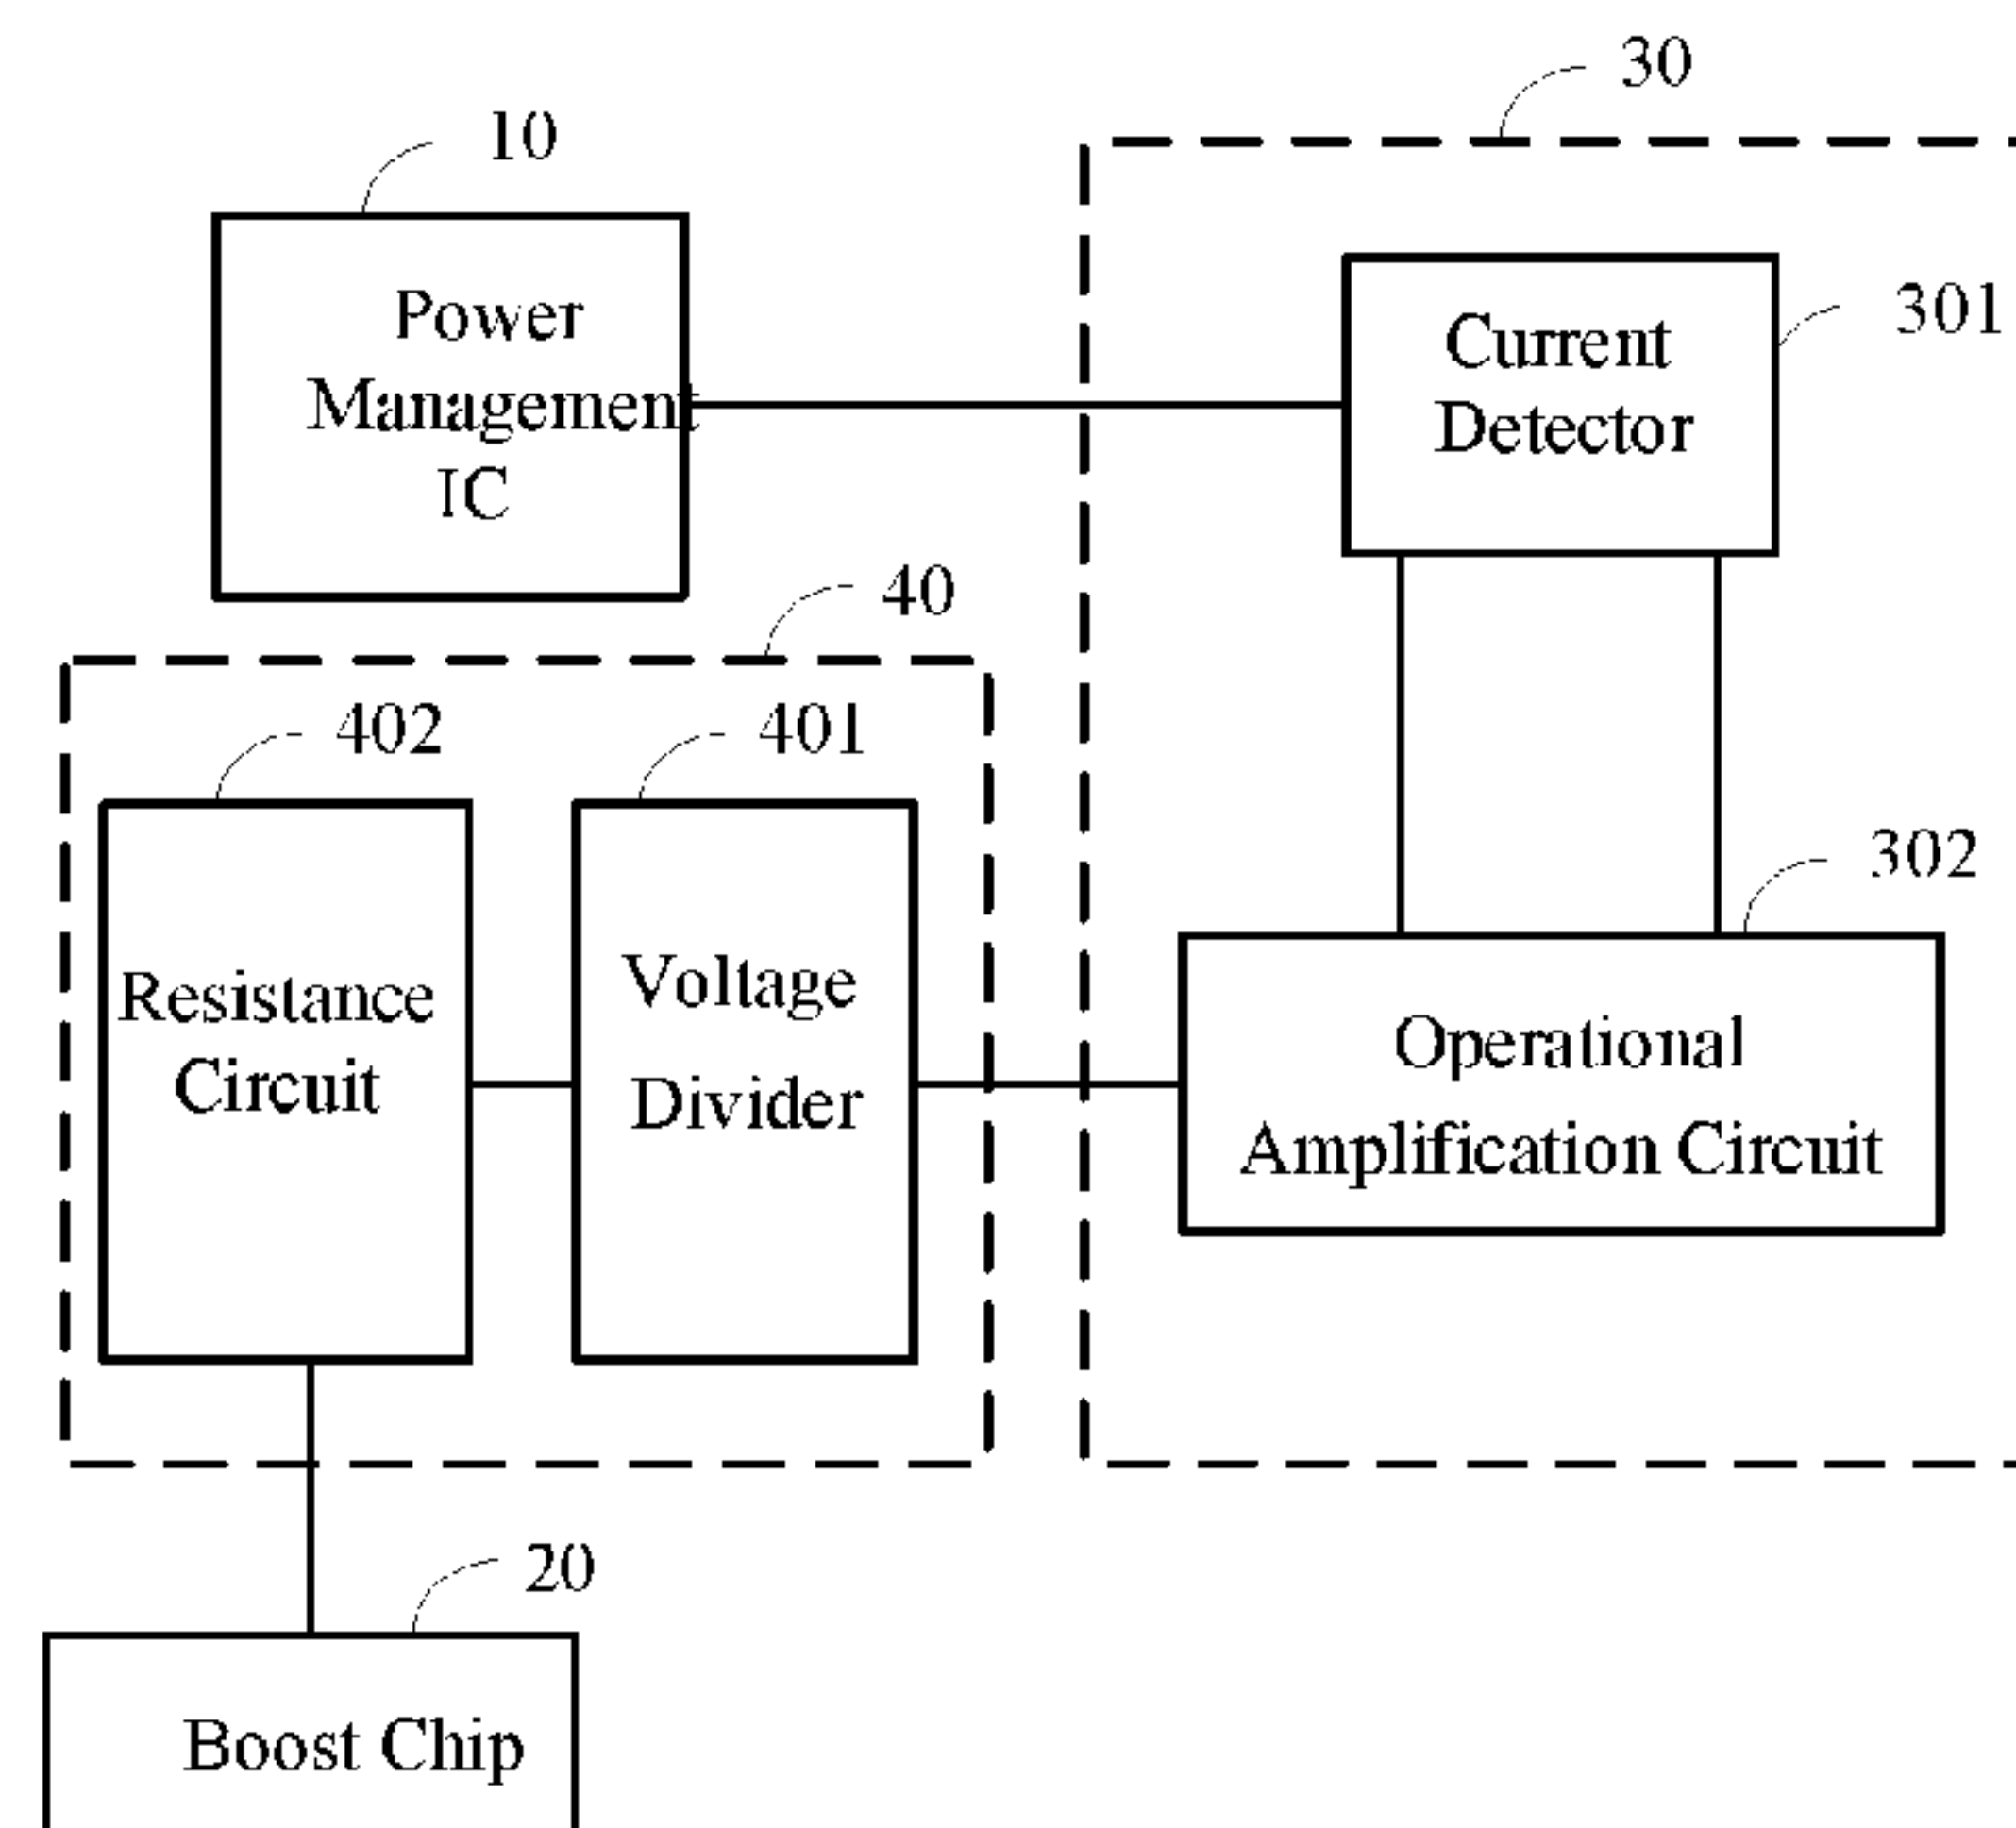 30
10
Power
Management
IC
301
Current
Detector
40
402
401
302
Resistance
Circuit
Voltage
Divider
Operational
Amplification Circuit
20
Boost Chip